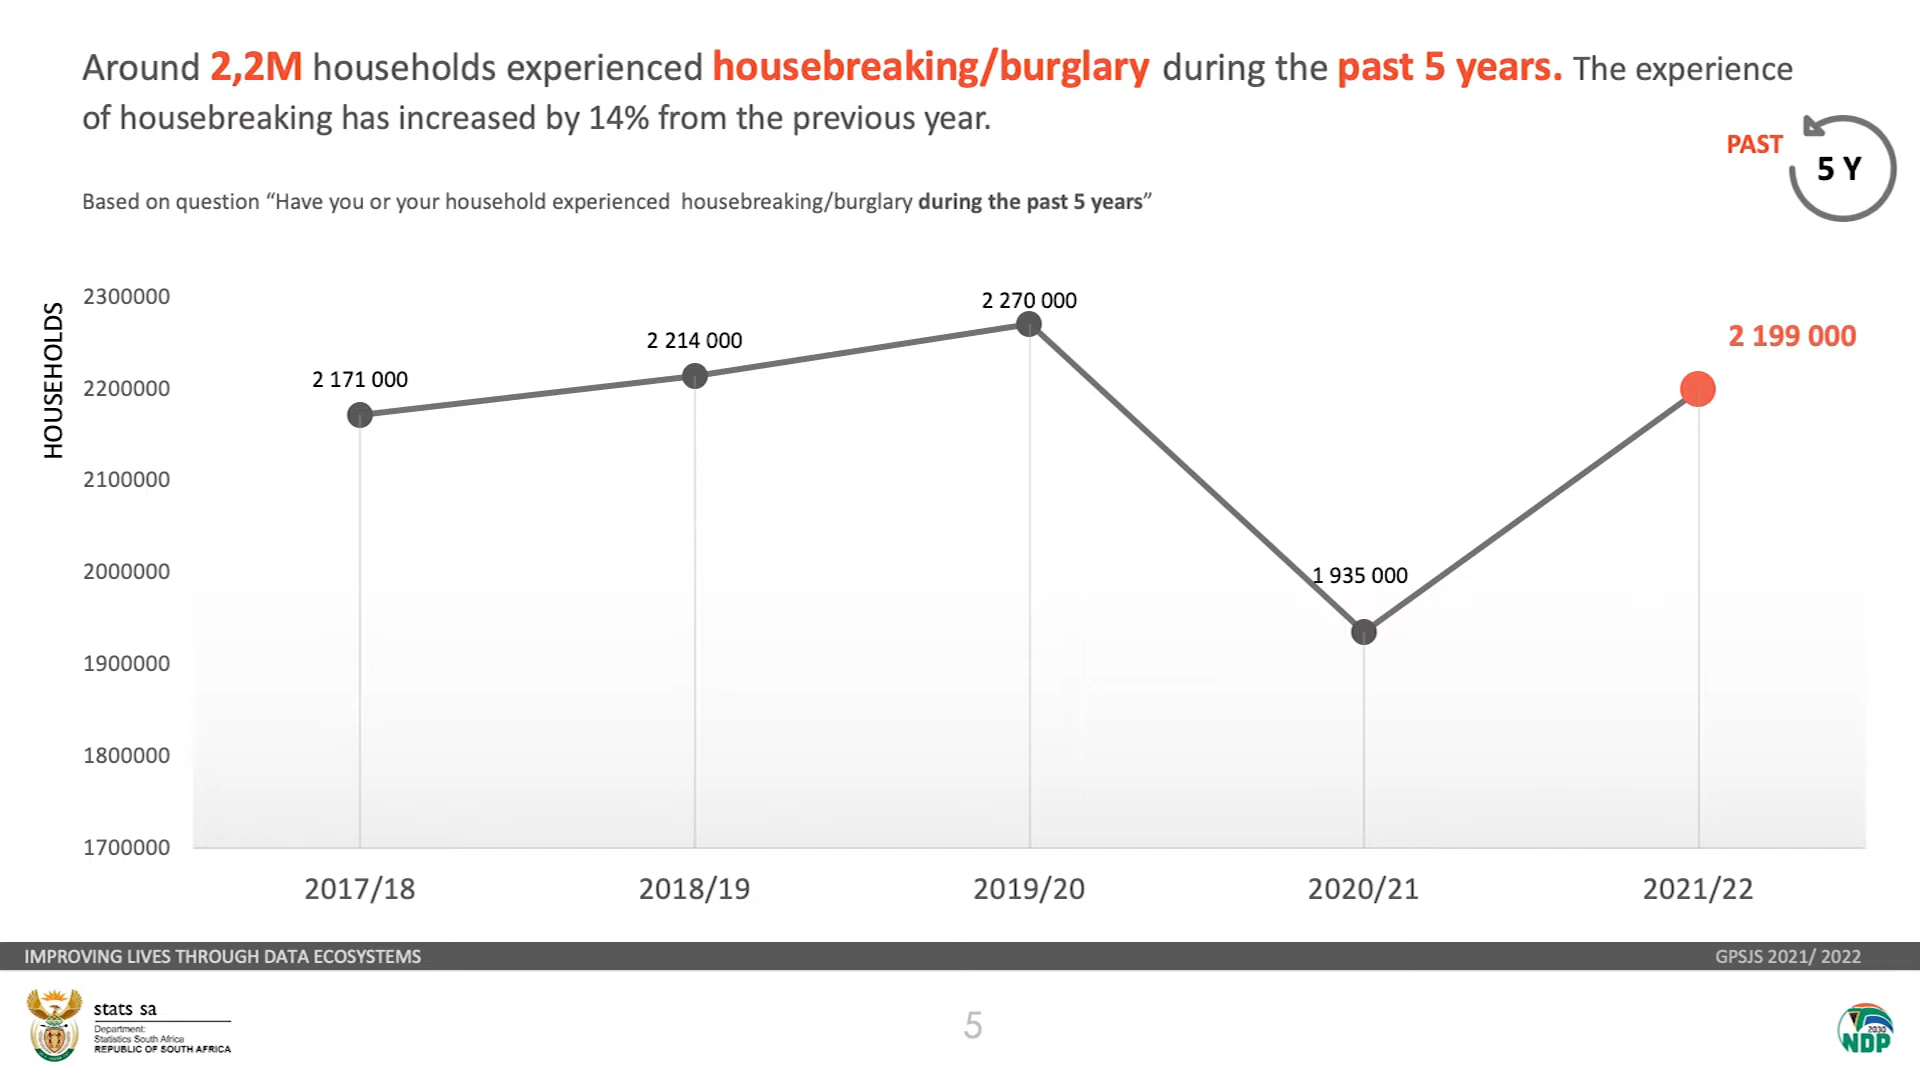 Around 2,2M households experienced housebreaking/burglary during the past 5 years. The experience
of housebreaking has increased by 14% from the previous year.
PAST
5 Y
Based on question “Have you or your household experienced housebreaking/burglary during the past 5 years”
HOUSEHOLDS
2300000
2200000
2100000
2000000
1900000
1800000
1700000
2 171 000
2 214 000
2 270 000
1 935 000
2 199 000
2017/18
2018/19
2019/20
2020/21
2021/22
IMPROVING LIVES THROUGH DATA ECOSYSTEMS
GPSJS 2021/ 2022
stats sa
Department:
Statistics South Africa
REPUBLIC OF SOUTH AFRICA
5
2030
NDP